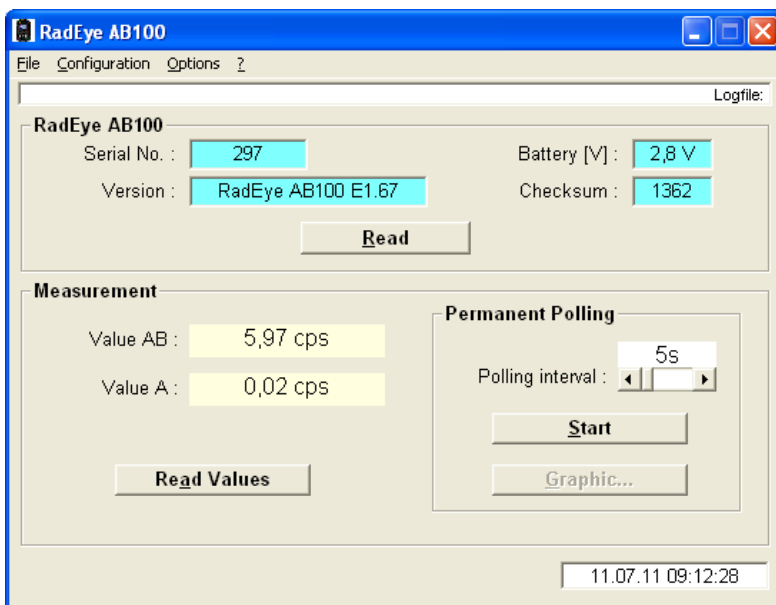 RadEye AB100
File Configuration Options ?
Logfile:
RadEye AB100
Serial No. : 297 Battery [V] : 2,8 V
Version : RadEye AB100 E1.67 Checksum : 1362
Read
Measurement
Value AB : 5,97 cps
Value A : 0,02 cps
Read Values
Permanent Polling
5s
Polling interval :
Start
Graphic...
11.07.11 09:12:28